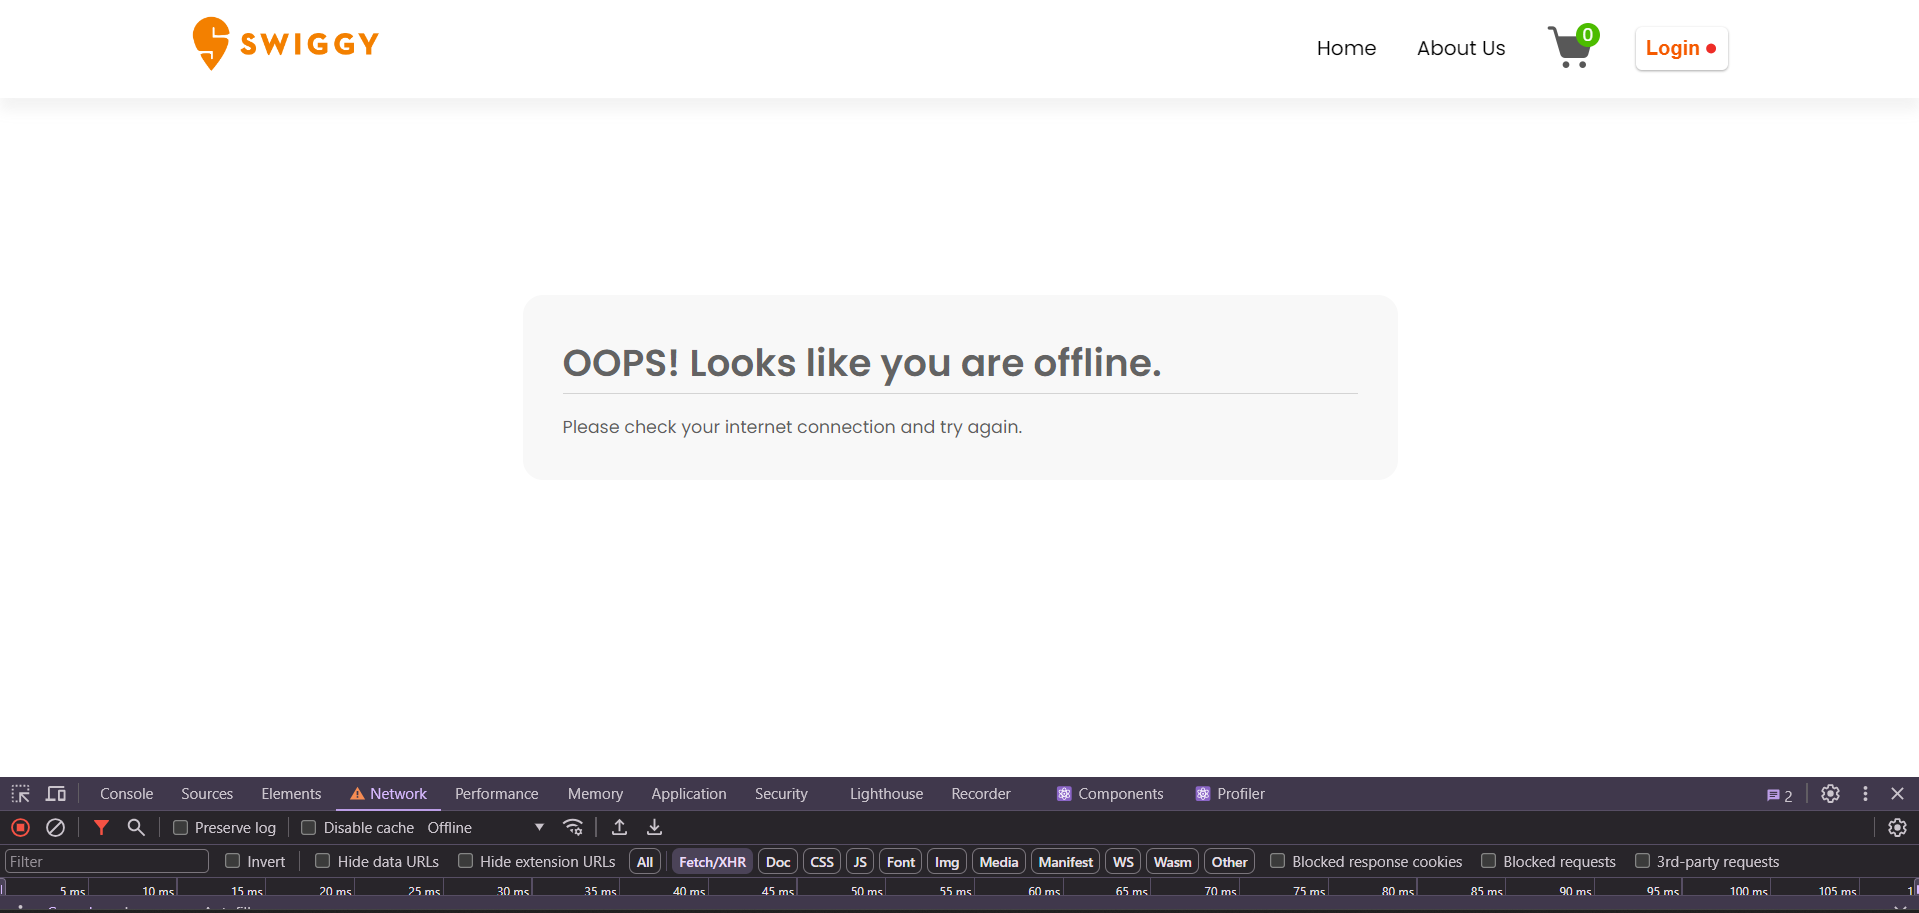 SWIGGY
Home About Us 0 Login
OOPS! Looks like you are offline.
Please check your internet connection and try again.
Console Sources Elements Network Performance Memory Application Security Lighthouse Recorder Components Profiler 2
Preserve log Disable cache Offline
Filter Invert Hide data URLs Hide extension URLs All Fetch/XHR Doc CSS JS Font Img Media Manifest WS Wasm Other Blocked response cookies Blocked requests 3rd-party requests
5 ms 10 ms 15 ms 20 ms 25 ms 30 ms 35 ms 40 ms 45 ms 50 ms 55 ms 60 ms 65 ms 70 ms 75 ms 80 ms 85 ms 90 ms 95 ms 100 ms 105 ms